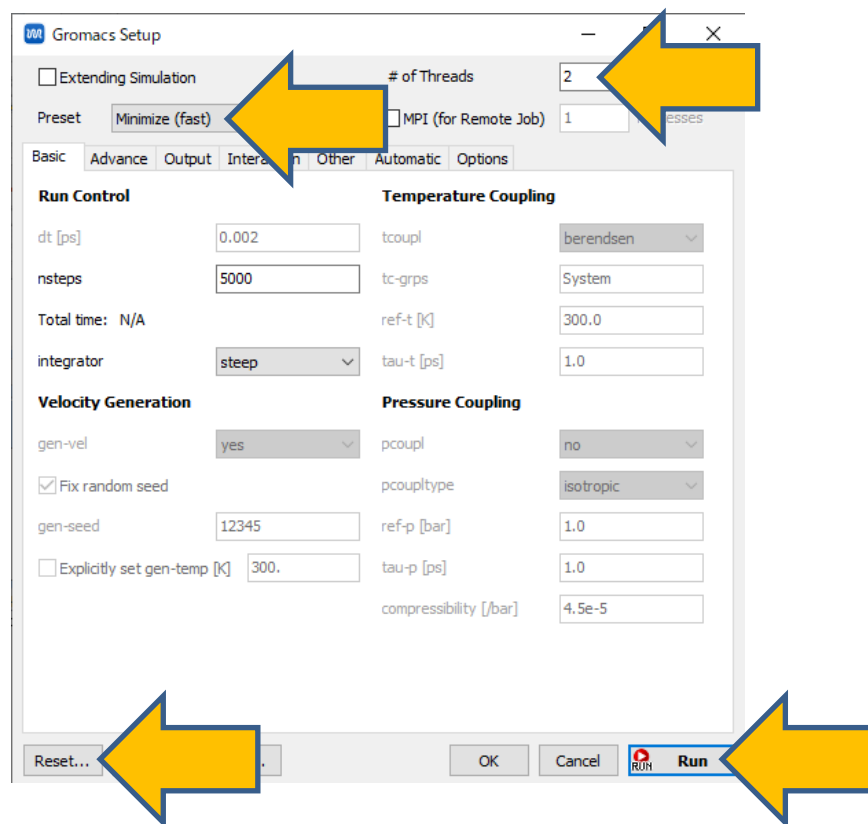 Gromacs Setup
Extending Simulation # of Threads 2
Preset Minimize (fast) MPI (for Remote Job) 1
Basic Advance Output Other Automatic Options
Run Control Temperature Coupling
dt [ps] 0.002 tcoupl berendsen
nsteps 5000 tc-grps System
Total time: N/A ref-t [K] 300.0
integrator steep tau-t [ps] 1.0
Velocity Generation Pressure Coupling
gen-vel yes pcoupl no
Fix random seed pcoupltype isotropic
gen-seed 12345 ref-p [bar] 1.0
Explicitly set gen-temp [K] 300. tau-p [ps] 1.0
compressibility [/bar] 4.5e-5
Reset... OK Cancel RUN Run